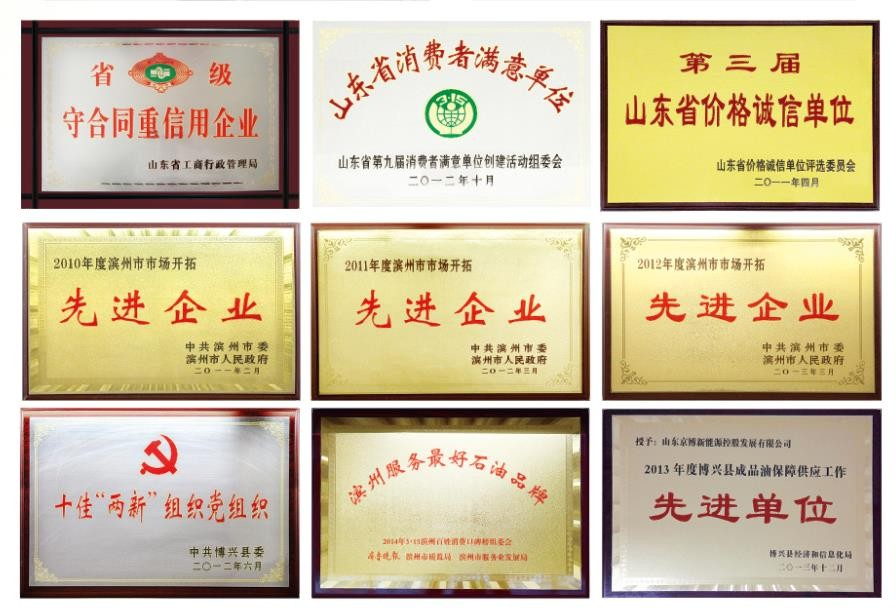 省 级
守合同重信用企业
山东省工商行政管理局
山东省消费者满意单位
3·15
山东省第九届消费者满意单位创建活动组委会
二〇一二年十月
第三届
山东省价格诚信单位
山东省价格诚信单位评选委员会
二〇一一年四月
2010年度滨州市市场开拓
先进企业
中共滨州市委
滨州市人民政府
二〇一一年二月
2011年度滨州市市场开拓
先进企业
中共滨州市委
滨州市人民政府
二〇一二年三月
2012年度滨州市市场开拓
先进企业
中共滨州市委
滨州市人民政府
二〇一三年三月
十佳“两新”组织党组织
中共博兴县委
二〇一二年六月
滨州服务最好石油品牌
2014年3·15滨州百姓消费口碑榜组委会
齐鲁晚报 滨州市质监局 滨州市服务业发展局
授予：山东京博新能源控股发展有限公司
2013 年度博兴县成品油保障供应工作
先进单位
博兴县经济和信息化局
二〇一三年十二月